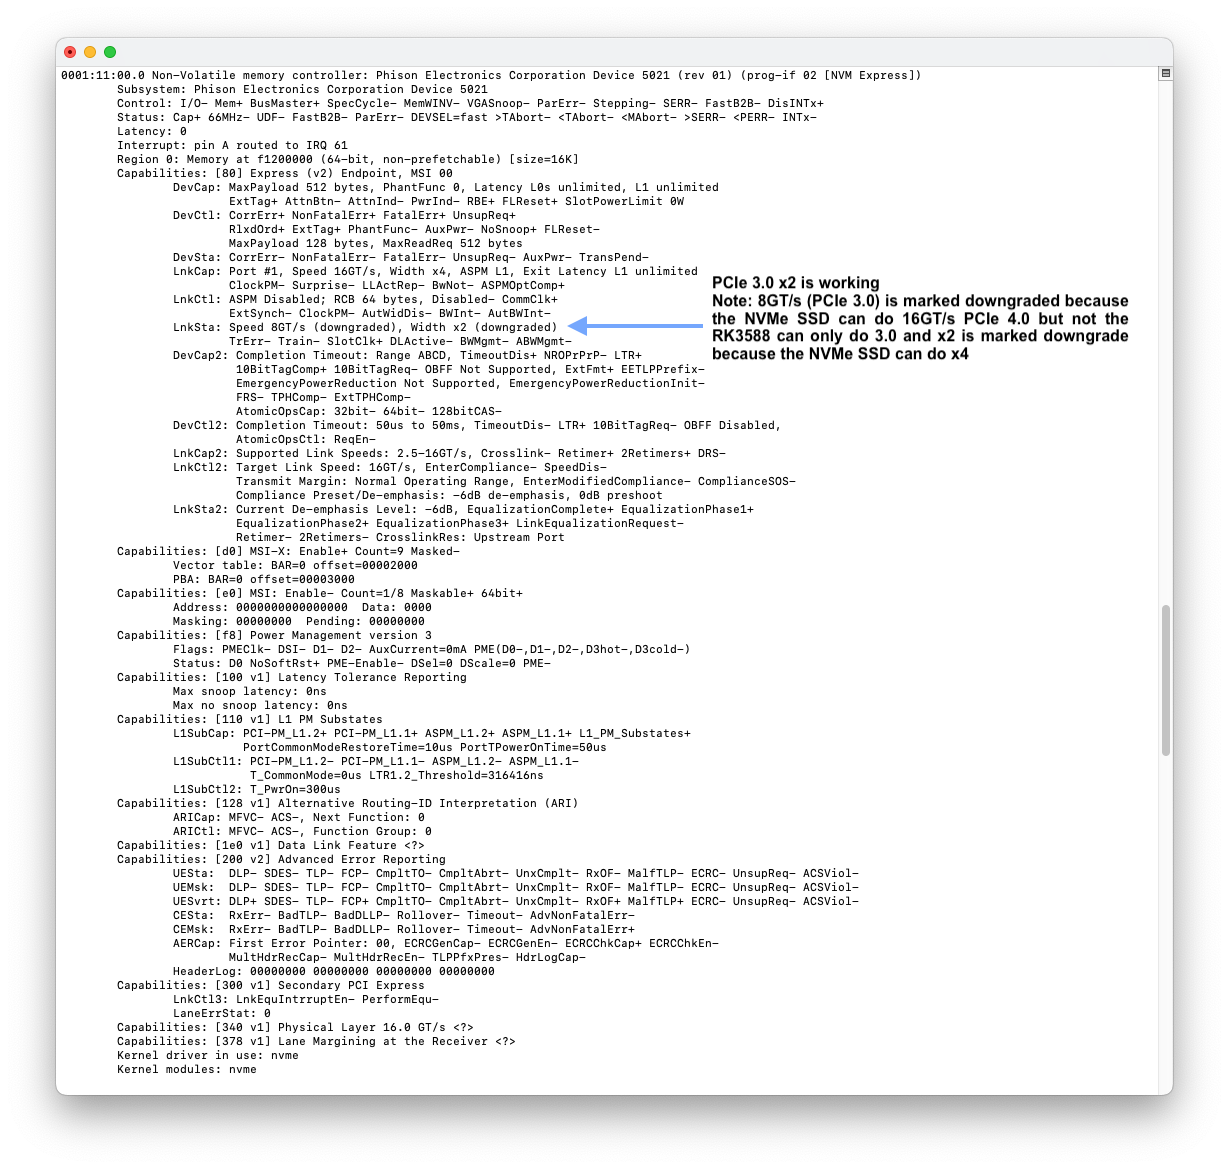 0001:11:00.0 Non-Volatile memory controller: Phison Electronics Corporation Device 5021 (rev 01) (prog-if 02 [NVM Express])
Subsystem: Phison Electronics Corporation Device 5021
Control: I/O- Mem+ BusMaster+ SpecCycle- MemWINV- VGASnoop- ParErr- Stepping- SERR- FastB2B- DisINTx+
Status: Cap+ 66MHz- UDF- FastB2B- ParErr- DEVSEL=fast >TAbort- <TAbort- <MAbort- >SERR- <PERR- INTx-
Latency: 0
Interrupt: pin A routed to IRQ 61
Region 0: Memory at f1200000 (64-bit, non-prefetchable) [size=16K]
Capabilities: [80] Express (v2) Endpoint, MSI 00
DevCap: MaxPayload 512 bytes, PhantFunc 0, Latency L0s unlimited, L1 unlimited
ExtTag+ AttnBtn- AttnInd- PwrInd- RBE+ FLReset+ SlotPowerLimit 0W
DevCtl: CorrErr+ NonFatalErr+ FatalErr+ UnsupReq+
RlxdOrd+ ExtTag+ PhantFunc- AuxPwr- NoSnoop+ FLReset-
MaxPayload 128 bytes, MaxReadReq 512 bytes
DevSta: CorrErr- NonFatalErr- FatalErr- UnsupReq- AuxPwr- TransPend-
LnkCap: Port #1, Speed 16GT/s, Width x4, ASPM L1, Exit Latency L1 unlimited
ClockPM- Surprise- LLActRep- BwNot- ASPMOptComp+
LnkCtl: ASPM Disabled; RCB 64 bytes, Disabled- CommClk+
ExtSynch- ClockPM- AutWidDis- BWInt- AutBWInt-
LnkSta: Speed 8GT/s (downgraded), Width x2 (downgraded)
TrErr- Train- SlotClk+ DLActive- BWMgmt- ABWMgmt-
PCIe 3.0 x2 is working
Note: 8GT/s (PCIe 3.0) is marked downgraded because
the NVMe SSD can do 16GT/s PCIe 4.0 but not the
RK3588 can only do 3.0 and x2 is marked downgrade
because the NVMe SSD can do x4
DevCap2: Completion Timeout: Range ABCD, TimeoutDis+ NROPrPrP- LTR+
10BitTagComp+ 10BitTagReq- OBFF Not Supported, ExtFmt+ EETLPPrefix-
EmergencyPowerReduction Not Supported, EmergencyPowerReductionInit-
FRS- TPHComp- ExtTPHComp-
AtomicOpsCap: 32bit- 64bit- 128bitCAS-
DevCtl2: Completion Timeout: 50us to 50ms, TimeoutDis- LTR+ 10BitTagReq- OBFF Disabled,
AtomicOpsCtl: ReqEn-
LnkCap2: Supported Link Speeds: 2.5-16GT/s, Crosslink- Retimer+ 2Retimers+ DRS-
LnkCtl2: Target Link Speed: 16GT/s, EnterCompliance- SpeedDis-
Transmit Margin: Normal Operating Range, EnterModifiedCompliance- ComplianceSOS-
Compliance Preset/De-emphasis: -6dB de-emphasis, 0dB preshoot
LnkSta2: Current De-emphasis Level: -6dB, EqualizationComplete+ EqualizationPhase1+
EqualizationPhase2+ EqualizationPhase3+ LinkEqualizationRequest-
Retimer- 2Retimers- CrosslinkRes: Upstream Port
Capabilities: [d0] MSI-X: Enable+ Count=9 Masked-
Vector table: BAR=0 offset=00002000
PBA: BAR=0 offset=00003000
Capabilities: [e0] MSI: Enable- Count=1/8 Maskable+ 64bit+
Address: 0000000000000000 Data: 0000
Masking: 00000000 Pending: 00000000
Capabilities: [f8] Power Management version 3
Flags: PMEClk- DSI- D1- D2- AuxCurrent=0mA PME(D0-,D1-,D2-,D3hot-,D3cold-)
Status: D0 NoSoftRst+ PME-Enable- DSel=0 DScale=0 PME-
Capabilities: [100 v1] Latency Tolerance Reporting
Max snoop latency: 0ns
Max no snoop latency: 0ns
Capabilities: [110 v1] L1 PM Substates
L1SubCap: PCI-PM_L1.2+ PCI-PM_L1.1+ ASPM_L1.2+ ASPM_L1.1+ L1_PM_Substates+
PortCommonModeRestoreTime=10us PortTPowerOnTime=50us
L1SubCtl1: PCI-PM_L1.2- PCI-PM_L1.1- ASPM_L1.2- ASPM_L1.1-
T_CommonMode=0us LTR1.2_Threshold=316416ns
L1SubCtl2: T_PwrOn=300us
Capabilities: [128 v1] Alternative Routing-ID Interpretation (ARI)
ARICap: MFVC- ACS-, Next Function: 0
ARICtl: MFVC- ACS-, Function Group: 0
Capabilities: [1e0 v1] Data Link Feature <?>
Capabilities: [200 v2] Advanced Error Reporting
UESta: DLP- SDES- TLP- FCP- CmpltTO- CmpltAbrt- UnxCmplt- RxOF- MalfTLP- ECRC- UnsupReq- ACSViol-
UEMsk: DLP- SDES- TLP- FCP- CmpltTO- CmpltAbrt- UnxCmplt- RxOF- MalfTLP- ECRC- UnsupReq- ACSViol-
UESvrt: DLP+ SDES- TLP- FCP+ CmpltTO- CmpltAbrt- UnxCmplt- RxOF+ MalfTLP+ ECRC- UnsupReq- ACSViol-
CESta: RxErr- BadTLP- BadDLLP- Rollover- Timeout- AdvNonFatalErr-
CEMsk: RxErr- BadTLP- BadDLLP- Rollover- Timeout- AdvNonFatalErr+
AERCap: First Error Pointer: 00, ECRCGenCap- ECRCGenEn- ECRCChkCap+ ECRCChkEn-
MultHdrRecCap- MultHdrRecEn- TLPPfxPres- HdrLogCap-
HeaderLog: 00000000 00000000 00000000 00000000
Capabilities: [300 v1] Secondary PCI Express
LnkCtl3: LnkEquIntrruptEn- PerformEqu-
LaneErrStat: 0
Capabilities: [340 v1] Physical Layer 16.0 GT/s <?>
Capabilities: [378 v1] Lane Margining at the Receiver <?>
Kernel driver in use: nvme
Kernel modules: nvme